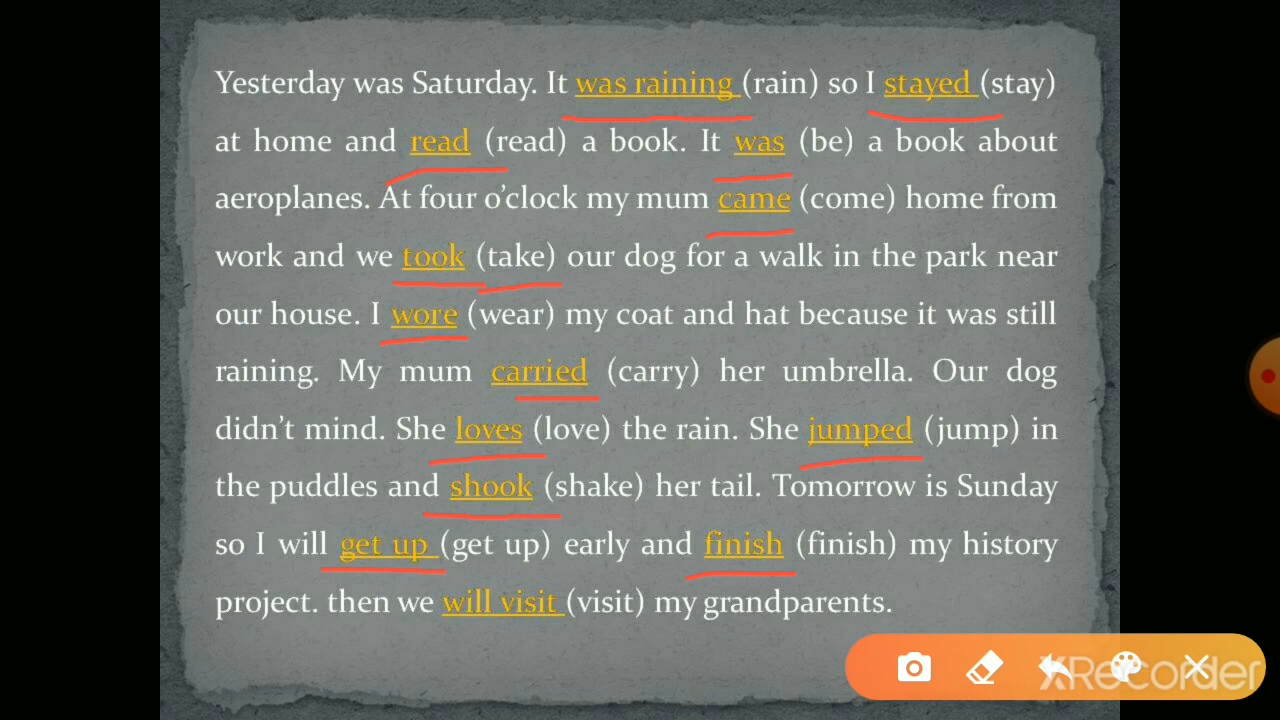 Yesterday was Saturday. It was raining (rain) so I stayed (stay)
at home and read (read) a book. It was (be) a book about
aeroplanes. At four o’clock my mum came (come) home from
work and we took (take) our dog for a walk in the park near
our house. I wore (wear) my coat and hat because it was still
raining. My mum carried (carry) her umbrella. Our dog
didn’t mind. She loves (love) the rain. She jumped (jump) in
the puddles and shook (shake) her tail. Tomorrow is Sunday
so I will get up (get up) early and finish (finish) my history
project. then we will visit (visit) my grandparents.
XRecorder